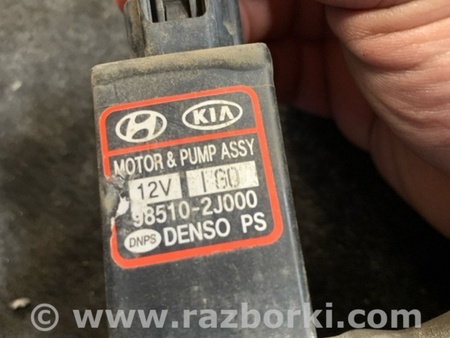 KIA
MOTOR & PUMP ASSY
12V
98510-2J000
DNPS DENSO PS
www.razborki.com